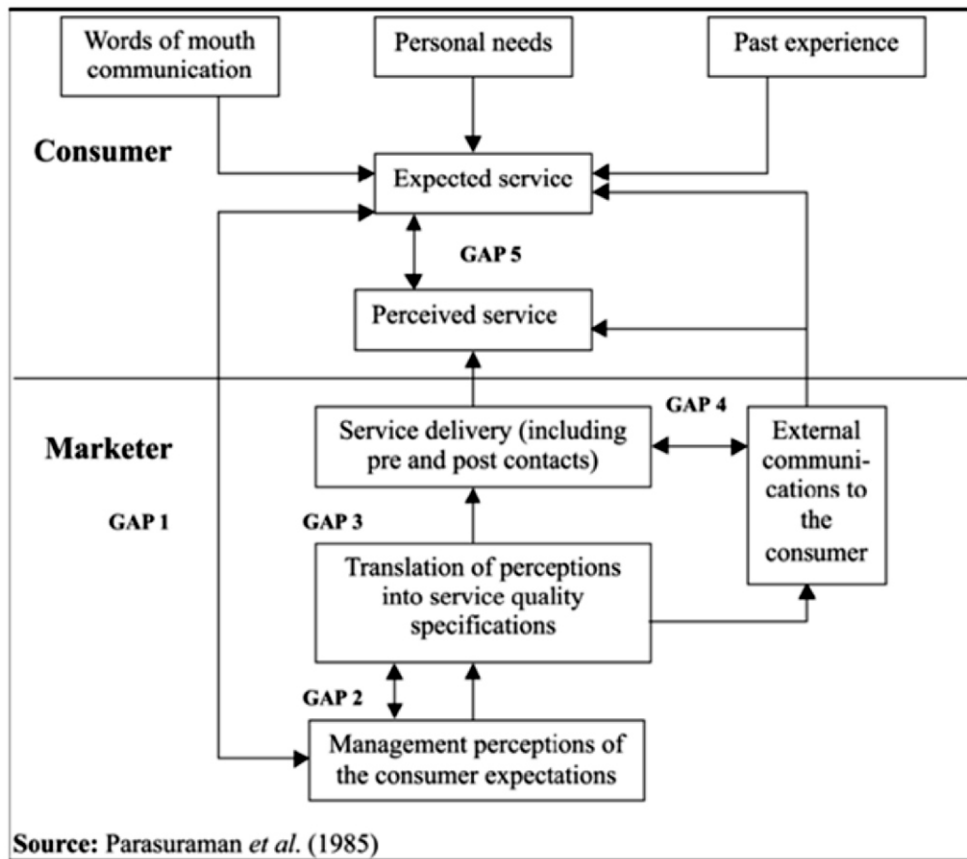 Words of mouth
communication
Personal needs
Past experience
Consumer
Expected service
GAP 5
Perceived service
GAP 4
Marketer
Service delivery (including
pre and post contacts)
External
communi-
cations to
the
consumer
GAP 1
GAP 3
Translation of perceptions
into service quality
specifications
GAP 2
Management perceptions of
the consumer expectations
Source: Parasuraman et al. (1985)